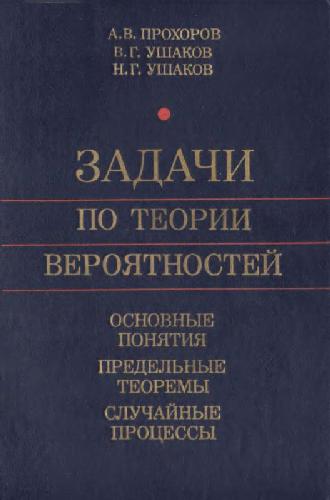 А.В. ПРОХОРОВ
В.Г. УШАКОВ
Н.Г. УШАКОВ
ЗАДАЧИ
ПО ТЕОРИИ
ВЕРОЯТНОСТЕЙ
ОСНОВНЫЕ
ПОНЯТИЯ
ПРЕДЕЛЬНЫЕ
ТЕОРЕМЫ
СЛУЧАЙНЫЕ
ПРОЦЕССЫ